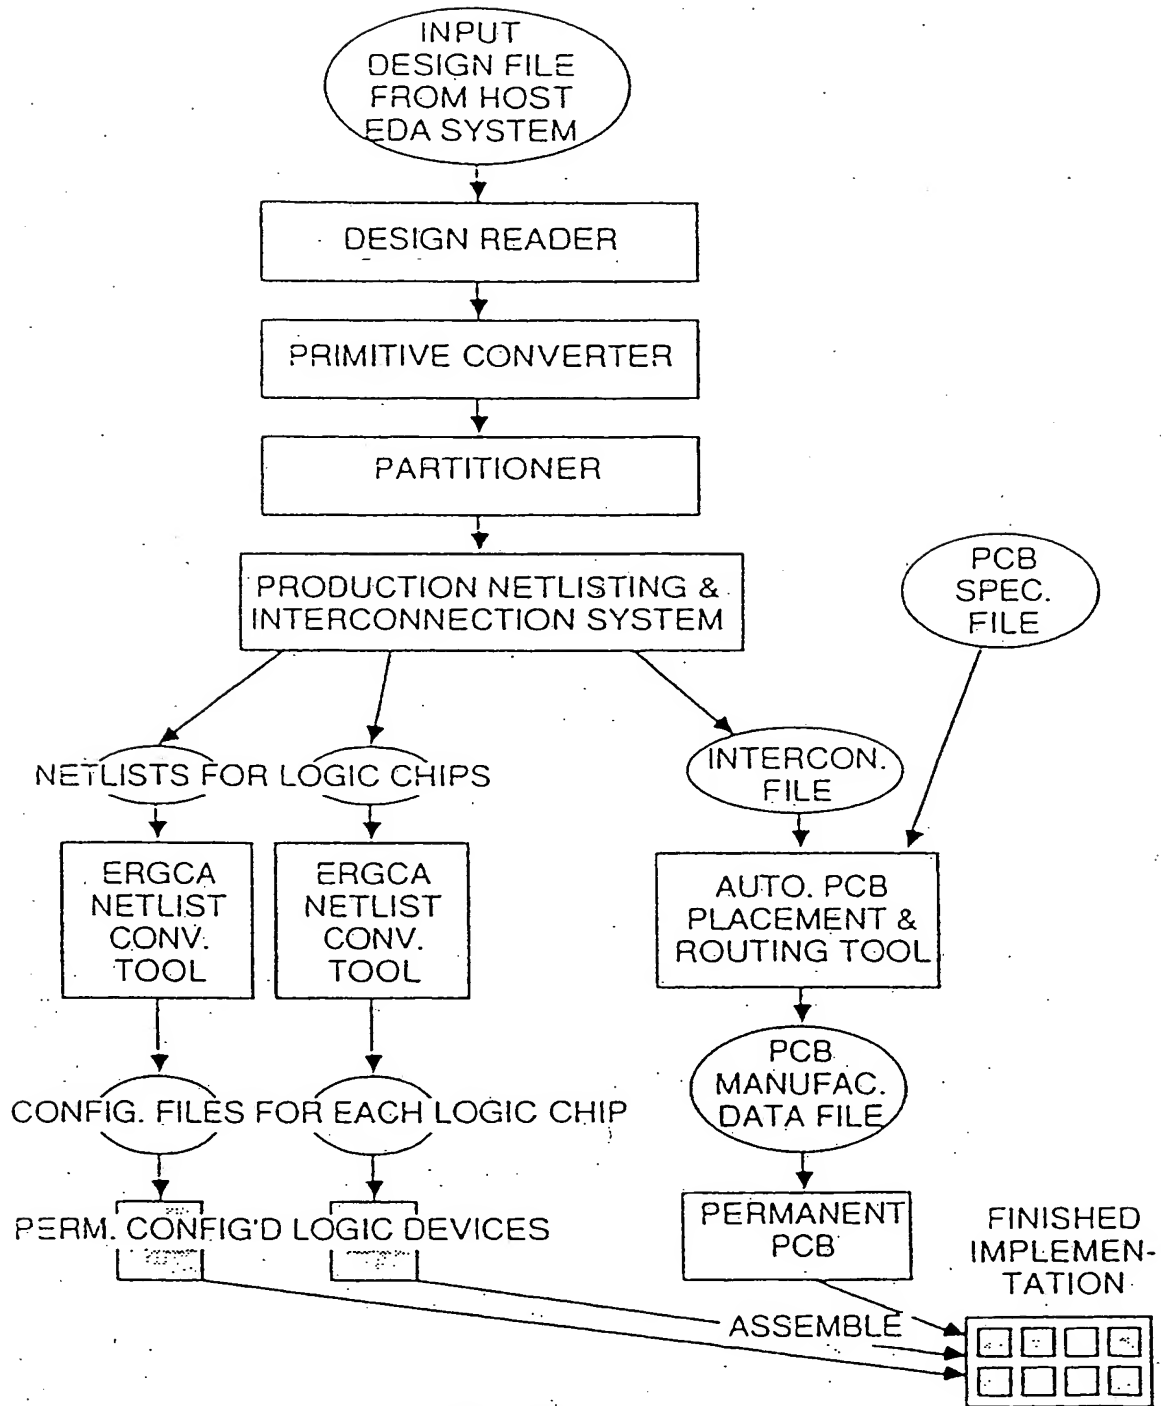 INPUT
DESIGN FILE
FROM HOST
EDA SYSTEM
DESIGN READER
PRIMITIVE CONVERTER
PARTITIONER
PRODUCTION NETLISTING &
INTERCONNECTION SYSTEM
PCB
SPEC.
FILE
NETLISTS FOR LOGIC CHIPS
INTERCON.
FILE
ERGCA
NETLIST
CONV.
TOOL
ERGCA
NETLIST
CONV.
TOOL
AUTO. PCB
PLACEMENT &
ROUTING TOOL
CONFIG. FILES FOR EACH LOGIC CHIP
PCB
MANUFAC.
DATA FILE
PERM. CONFIG'D LOGIC DEVICES
PERMANENT
PCB
FINISHED
IMPLEMEN-
TATION
ASSEMBLE